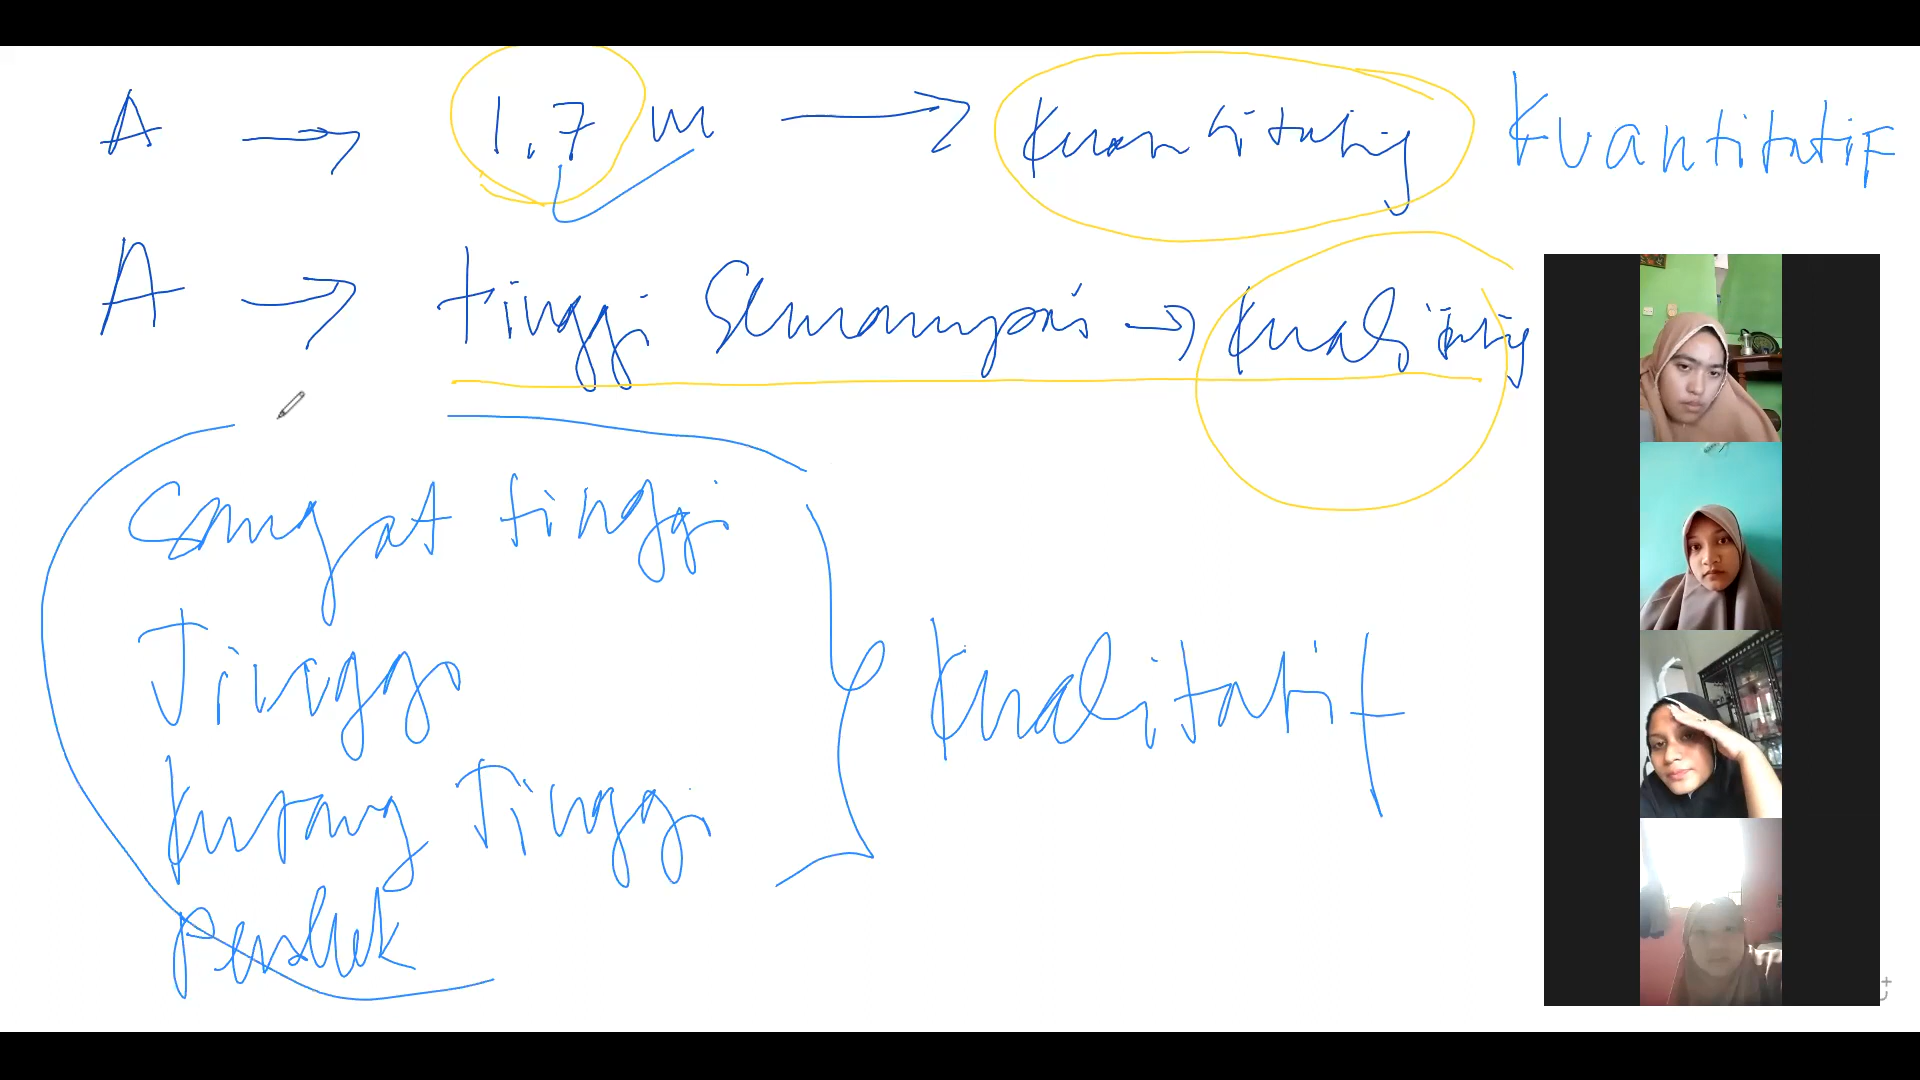 A → 1,7 m → Kuantitatif Kuantitatif
A → tinggi Semampai → Kualitatif
Sangat tinggi
Tinggi
Kurang Tinggi
Pendek
Kualitatif